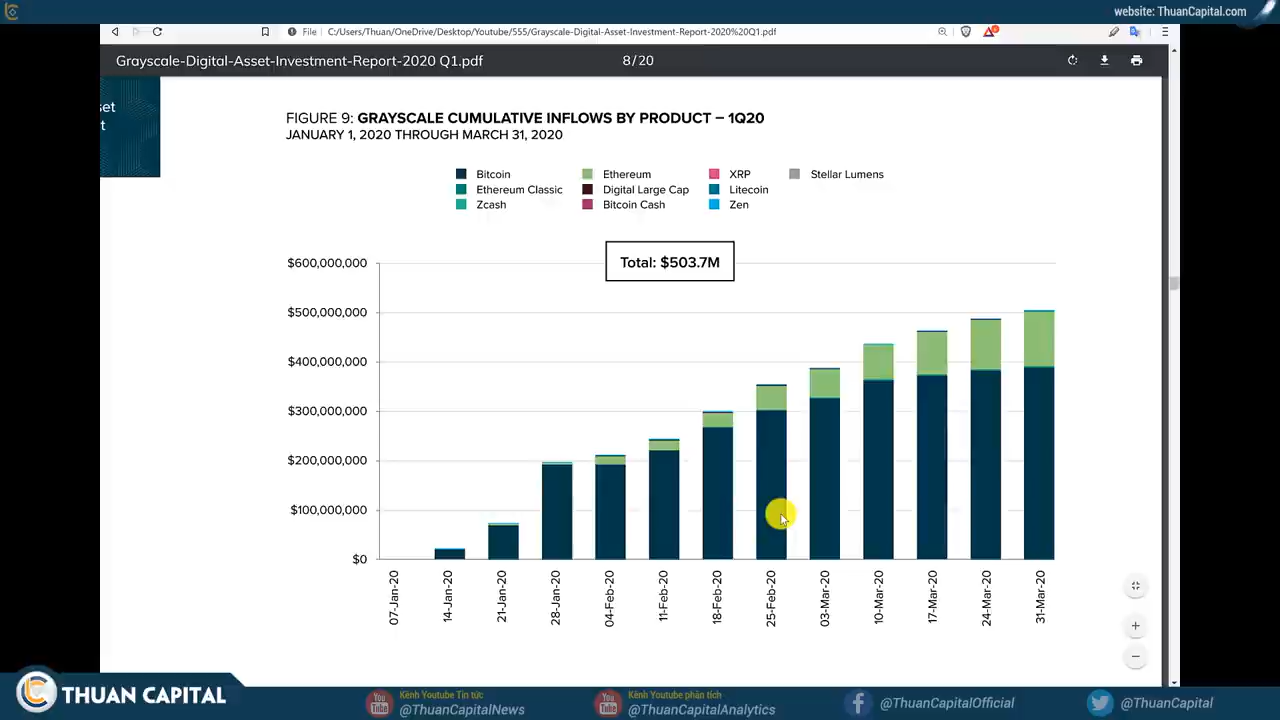 website: ThuanCapital.com
File C:/Users/Thuan/OneDrive/Desktop/Youtube/555/Grayscale-Digital-Asset-Investment-Report-2020%20Q1.pdf
Grayscale-Digital-Asset-Investment-Report-2020 Q1.pdf
8/20
set
t
FIGURE 9: GRAYSCALE CUMULATIVE INFLOWS BY PRODUCT – 1Q20
JANUARY 1, 2020 THROUGH MARCH 31, 2020
Bitcoin Ethereum XRP Stellar Lumens
Ethereum Classic Digital Large Cap Litecoin
Zcash Bitcoin Cash Zen
Total: $503.7M
$600,000,000
$500,000,000
$400,000,000
$300,000,000
$200,000,000
$100,000,000
$0
07-Jan-20
14-Jan-20
21-Jan-20
28-Jan-20
04-Feb-20
11-Feb-20
18-Feb-20
25-Feb-20
03-Mar-20
10-Mar-20
17-Mar-20
24-Mar-20
31-Mar-20
THUAN CAPITAL
You Tube
Kênh Youtube Tin tức
@ThuanCapitalNews
You Tube
Kênh Youtube phân tích
@ThuanCapitalAnalytics
@ThuanCapitalOfficial
@ThuanCapital